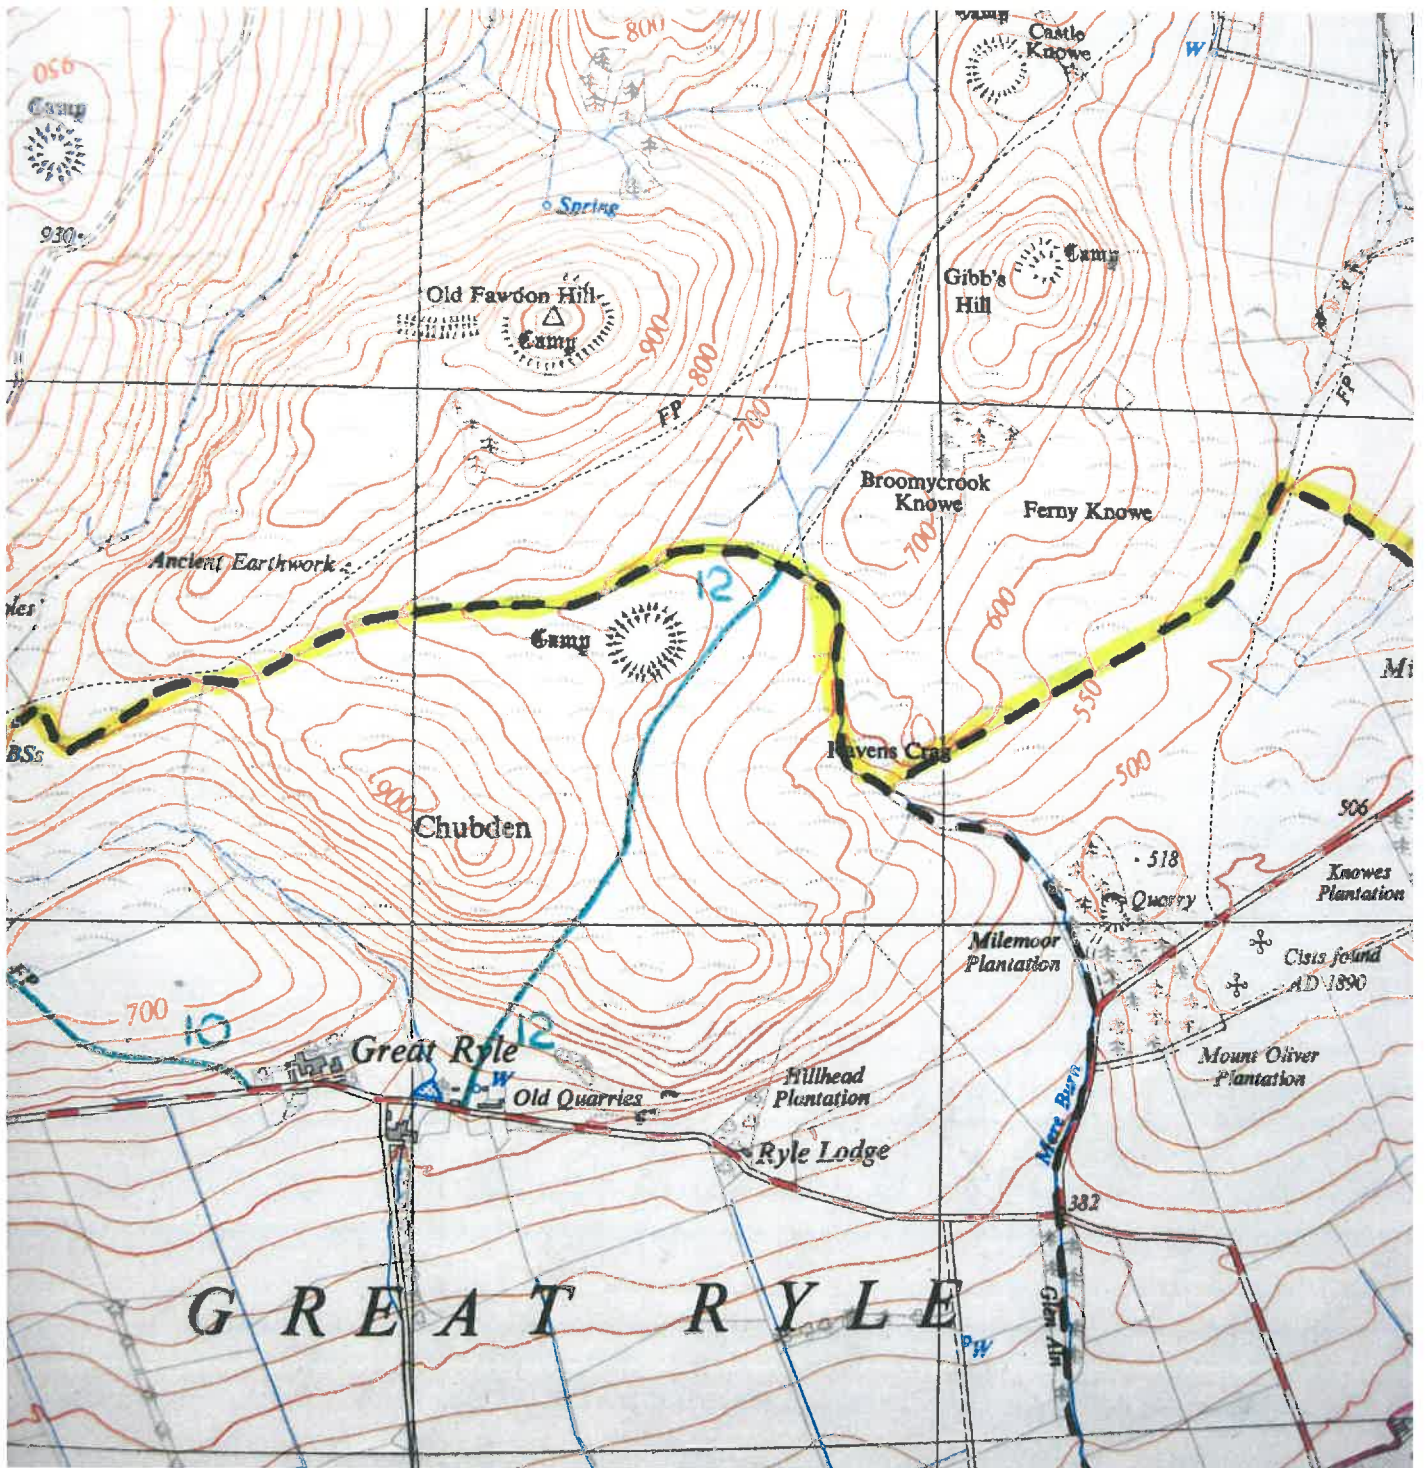 800
Camp
Castle
Knowe
W
950
Camp
Spring
930
Camp
Gibb's
Hill
Old Fawdon Hill
Camp
900
800
FP
700
FP
Broomycrook
Knowe
Ferny Knowe
700
Ancient Earthwork
12
600
Camp
550
BSs
Ravens Crag
500
900
Chubden
506
518
Knowes
Plantation
Quarry
Milemoor
Plantation
Cists found
AD 1890
FP
700
10
12
Great Ryle
W
Old Quarries
Hillhead
Plantation
Mount Oliver
Plantation
Mere Burn
Ryle Lodge
382
GREAT RYLE
Glen Aln
W